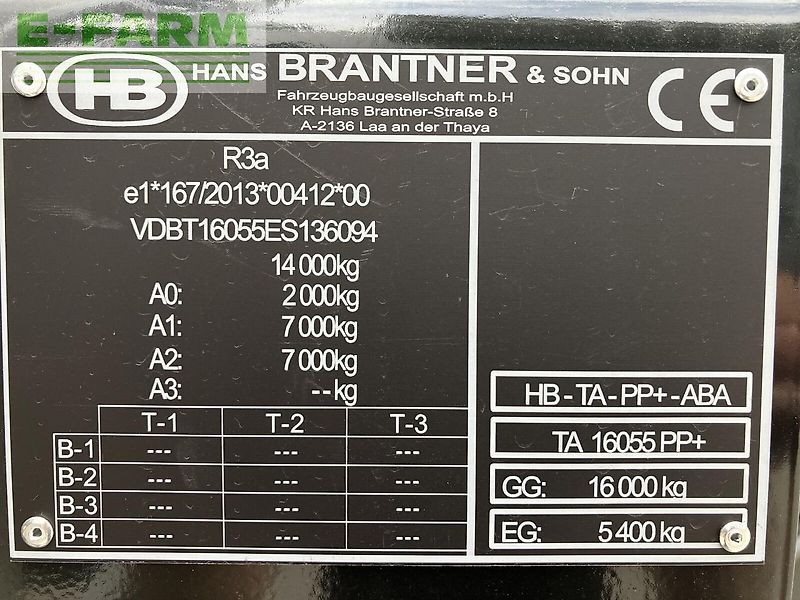 E-FARM
HB HANS BRANTNER & SOHN
Fahrzeugbaugesellschaft m.b.H
KR Hans Brantner-Straße 8
A-2136 Laa an der Thaya
CE
R3a
e1*167/2013*00412*00
VDBT16055ES136094
14 000kg
A0: 2 000kg
A1: 7 000kg
A2: 7 000kg
A3: --kg
T-1 T-2 T-3
B-1 --- --- ---
B-2 --- --- ---
B-3 --- --- ---
B-4 --- --- ---
HB - TA - PP+ - ABA
TA 16055 PP+
GG: 16 000 kg
EG: 5 400 kg